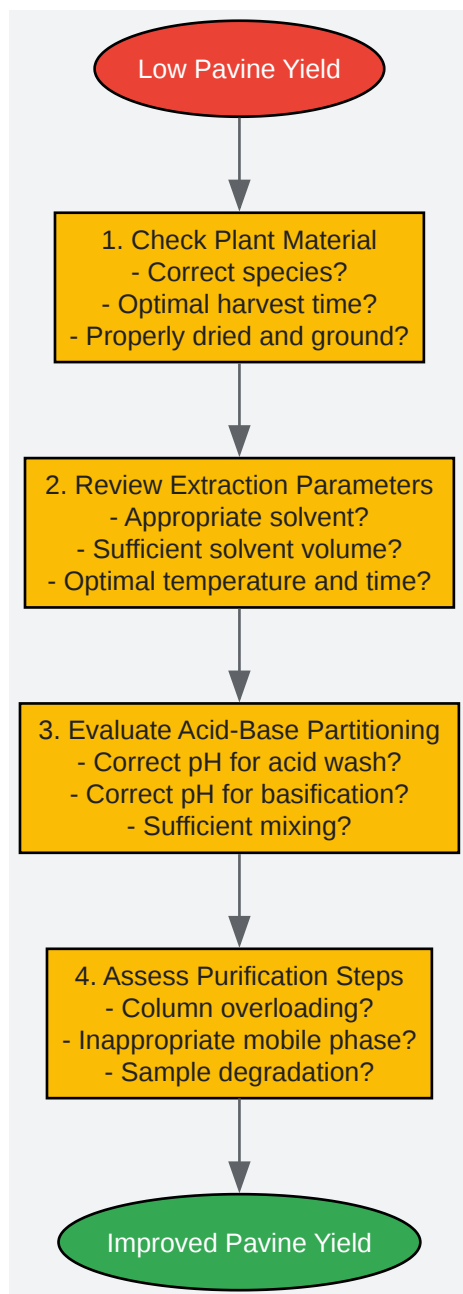 Low Pavine Yield
1. Check Plant Material
- Correct species?
- Optimal harvest time?
- Properly dried and ground?
2. Review Extraction Parameters
- Appropriate solvent?
- Sufficient solvent volume?
- Optimal temperature and time?
3. Evaluate Acid-Base Partitioning
- Correct pH for acid wash?
- Correct pH for basification?
- Sufficient mixing?
4. Assess Purification Steps
- Column overloading?
- Inappropriate mobile phase?
- Sample degradation?
Improved Pavine Yield